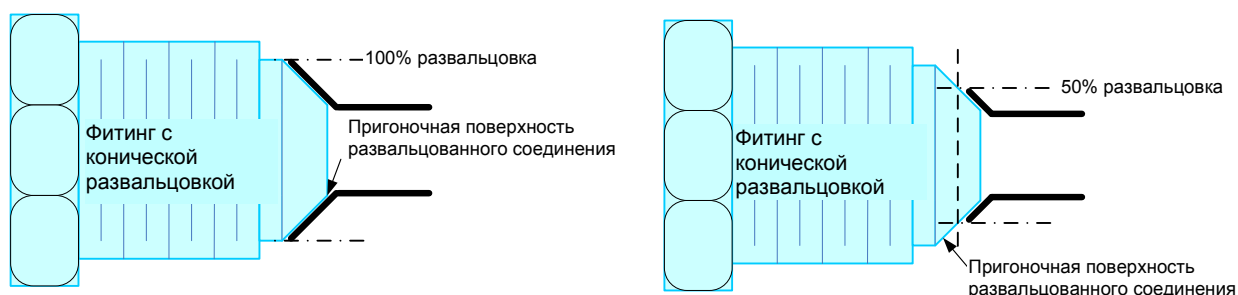 100% развальцовка
Фитинг с
конической
развальцовкой
Пригоночная поверхность
развальцованного соединения
50% развальцовка
Фитинг с
конической
развальцовкой
Пригоночная поверхность
развальцованного соединения